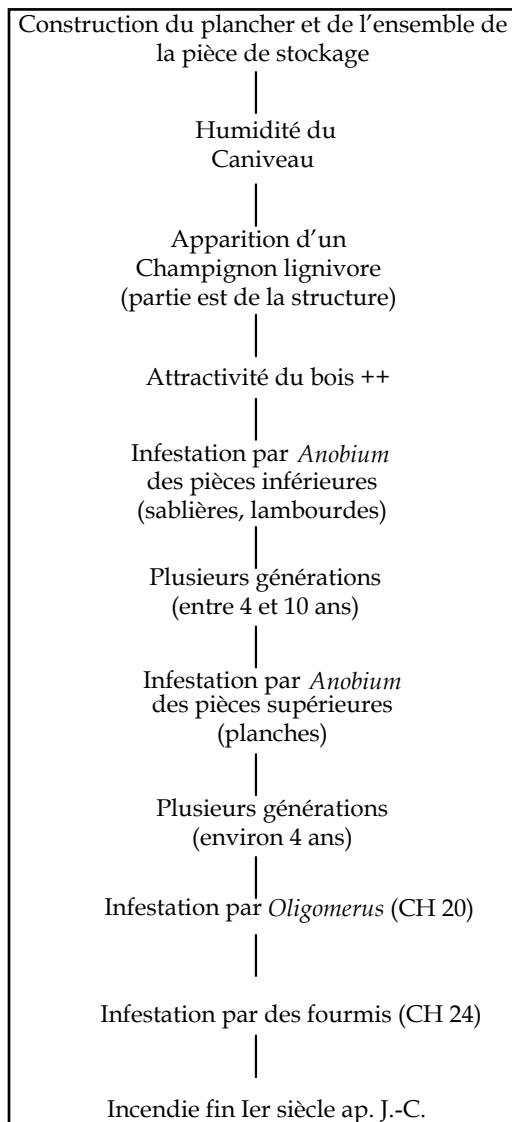 Construction du plancher et de l’ensemble de
la pièce de stockage
Humidité du
Caniveau
Apparition d’un
Champignon lignivore
(partie est de la structure)
Attractivité du bois ++
Infestation par Anobium
des pièces inférieures
(sablières, lambourdes)
Plusieurs générations
(entre 4 et 10 ans)
Infestation par Anobium
des pièces supérieures
(planches)
Plusieurs générations
(environ 4 ans)
Infestation par Oligomerus (CH 20)
Infestation par des fourmis (CH 24)
Incendie fin Ier siècle ap. J.-C.